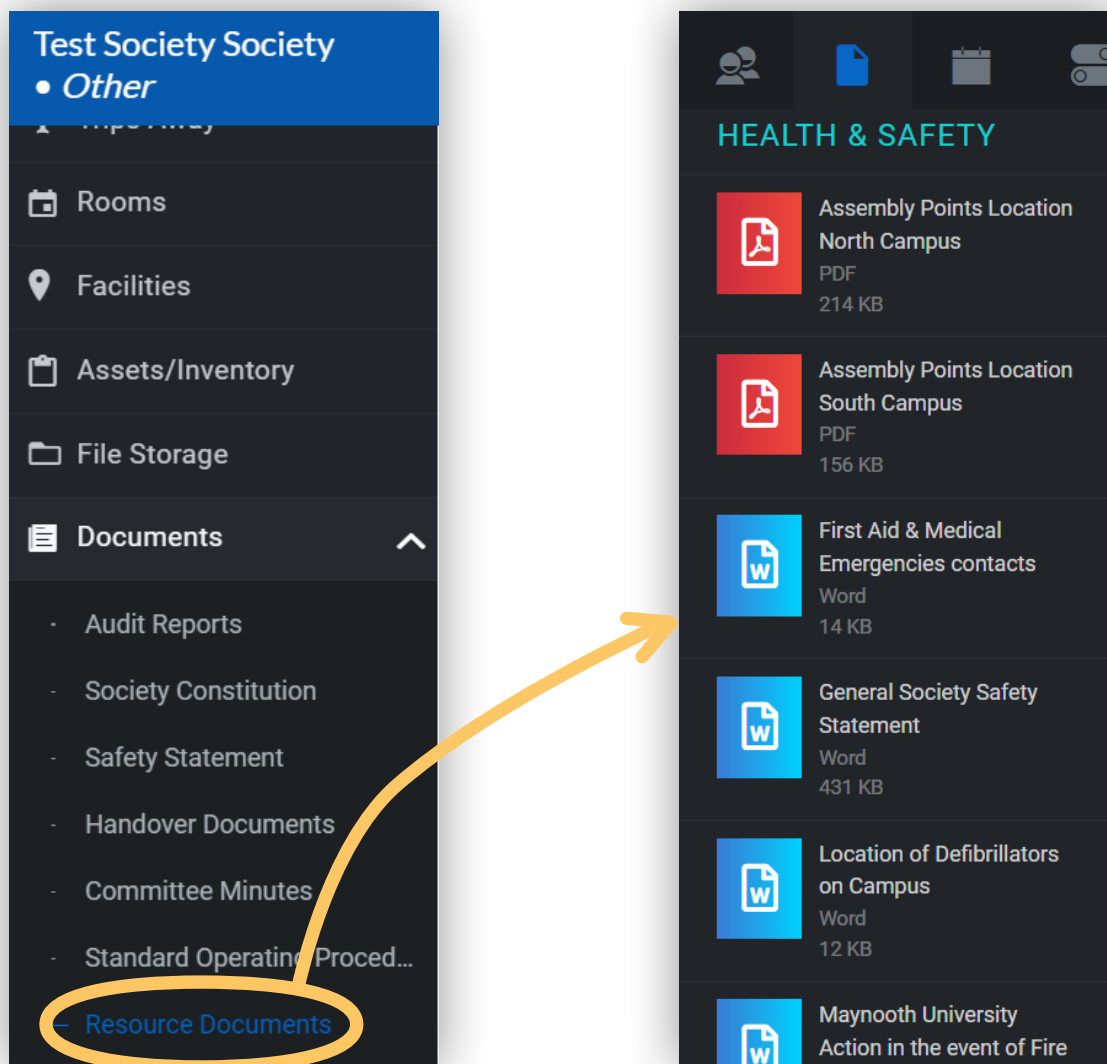 Test Society Society
• Other
Trips Away
Rooms
Facilities
Assets/Inventory
File Storage
Documents
- Audit Reports
- Society Constitution
- Safety Statement
- Handover Documents
- Committee Minutes
- Standard Operating Proced...
– Resource Documents
HEALTH & SAFETY
Assembly Points Location
North Campus
PDF
214 KB
Assembly Points Location
South Campus
PDF
156 KB
First Aid & Medical
Emergencies contacts
Word
14 KB
General Society Safety
Statement
Word
431 KB
Location of Defibrillators
on Campus
Word
12 KB
Maynooth University
Action in the event of Fire